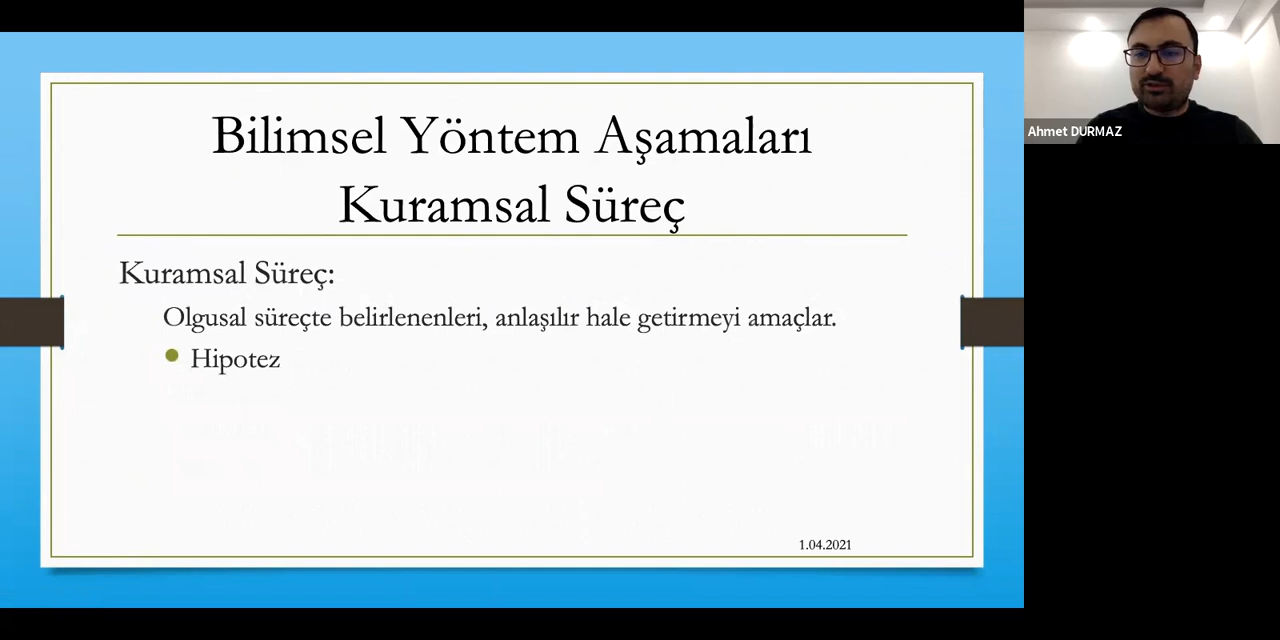 Bilimsel Yöntem Aşamaları
Kuramsal Süreç
Kuramsal Süreç:
Olgusal süreçte belirlenenleri, anlaşılır hale getirmeyi amaçlar.
Hipotez
1.04.2021
Ahmet DURMAZ